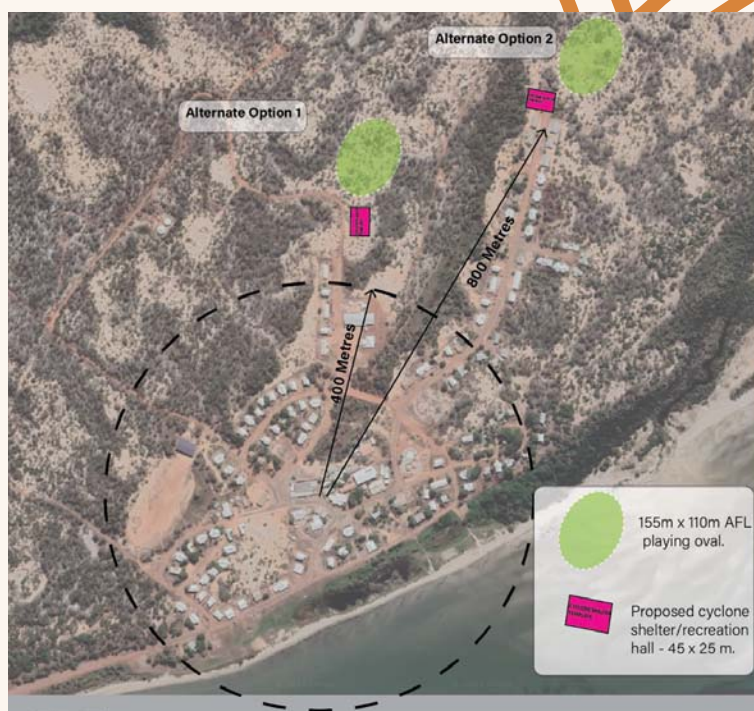 Alternate Option 2
Alternate Option 1
800 Metres
400 Metres
155m x 110m AFL
playing oval.
Proposed cyclone
shelter/recreation
hall - 45 x 25 m.